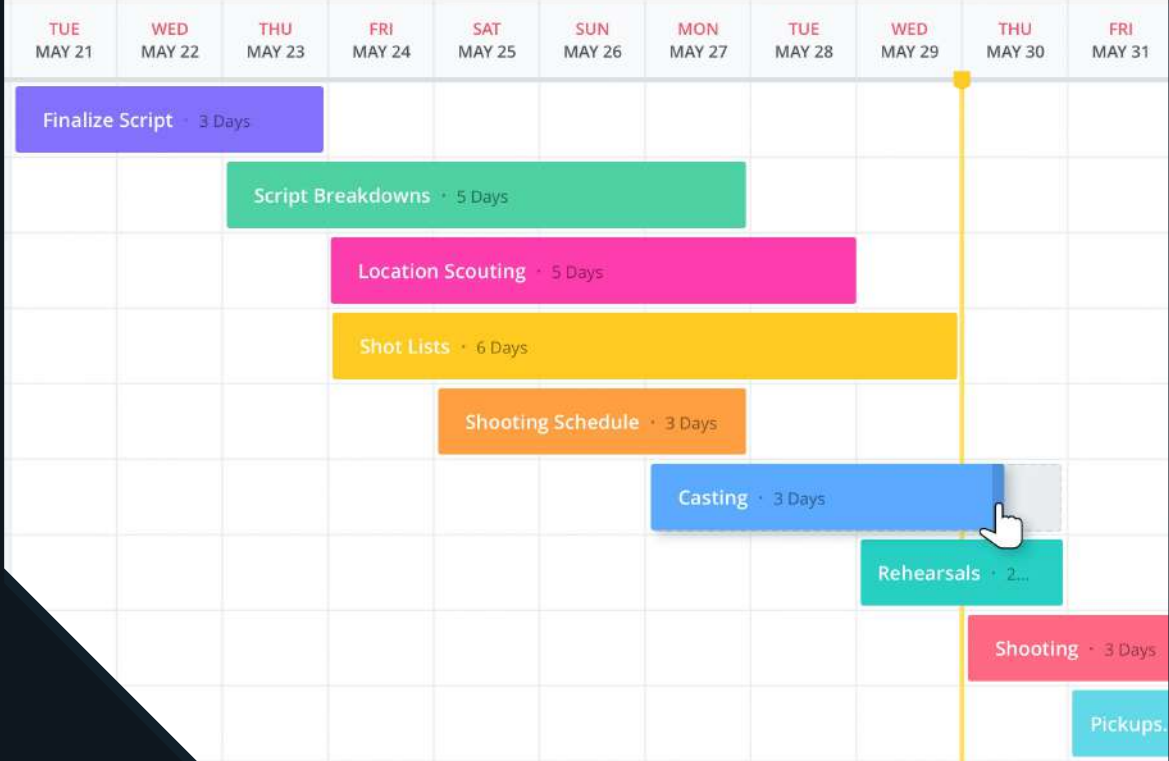 TUE WED THU FRI SAT SUN MON TUE WED THU FRI
MAY 21 MAY 22 MAY 23 MAY 24 MAY 25 MAY 26 MAY 27 MAY 28 MAY 29 MAY 30 MAY 31
Finalize Script · 3 Days
Script Breakdowns · 5 Days
Location Scouting · 5 Days
Shot Lists · 6 Days
Shooting Schedule · 3 Days
Casting · 3 Days
Rehearsals · 2...
Shooting · 3 Days
Pickups.